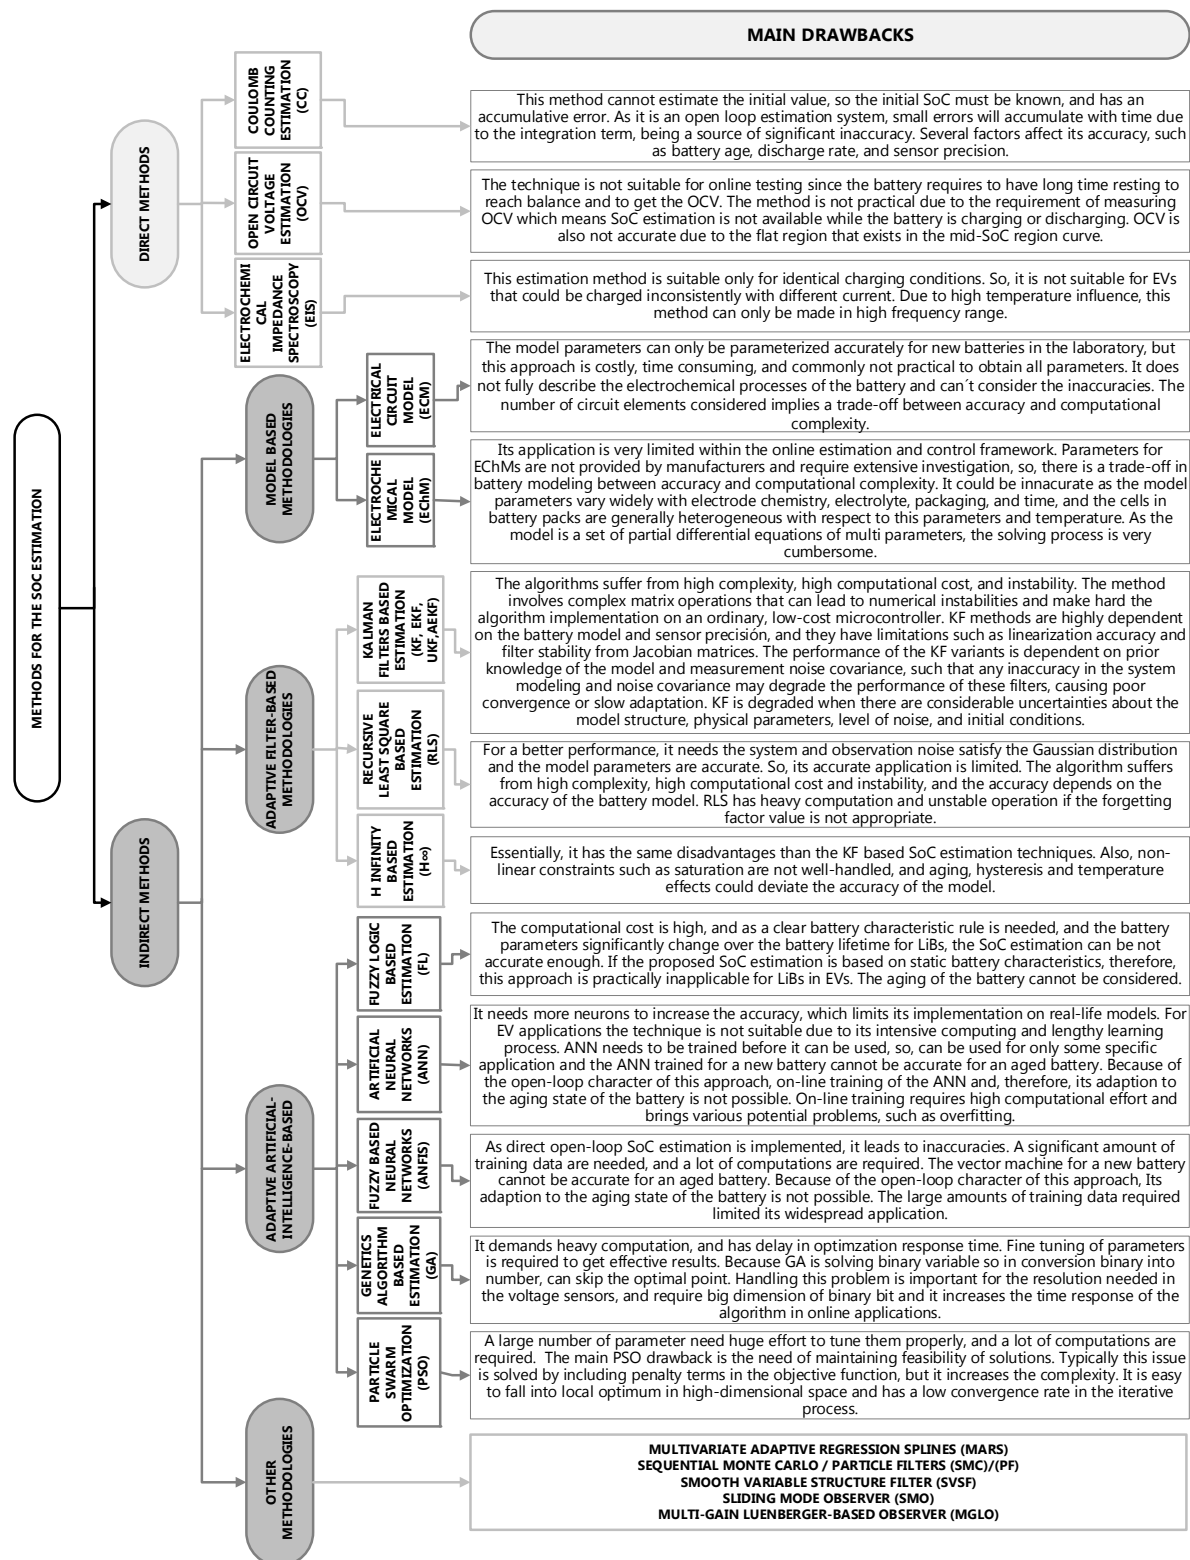 MAIN DRAWBACKS
METHODS FOR THE SOC ESTIMATION
DIRECT METHODS
COULOMB
COUNTING
ESTIMATION
(CC)
This method cannot estimate the initial value, so the initial SoC must be known, and has an
accumulative error. As it is an open loop estimation system, small errors will accumulate with time due
to the integration term, being a source of significant inaccuracy. Several factors affect its accuracy, such
as battery age, discharge rate, and sensor precision.
OPEN CIRCUIT
VOLTAGE
ESTIMATION
(OCV)
The technique is not suitable for online testing since the battery requires to have long time resting to
reach balance and to get the OCV. The method is not practical due to the requirement of measuring
OCV which means SoC estimation is not available while the battery is charging or discharging. OCV is
also not accurate due to the flat region that exists in the mid-SoC region curve.
ELECTROCHEMI
CAL
IMPEDANCE
SPECTROSCOPY
(EIS)
This estimation method is suitable only for identical charging conditions. So, it is not suitable for EVs
that could be charged inconsistently with different current. Due to high temperature influence, this
method can only be made in high frequency range.
INDIRECT METHODS
MODEL BASED
METHODOLOGIES
ELECTRICAL
CIRCUIT
MODEL
(ECM)
The model parameters can only be parameterized accurately for new batteries in the laboratory, but
this approach is costly, time consuming, and commonly not practical to obtain all parameters. It does
not fully describe the electrochemical processes of the battery and can´t consider the inaccuracies. The
number of circuit elements considered implies a trade-off between accuracy and computational
complexity.
ELECTROCHE
MICAL
MODEL
(EChM)
Its application is very limited within the online estimation and control framework. Parameters for
EChMs are not provided by manufacturers and require extensive investigation, so, there is a trade-off in
battery modeling between accuracy and computational complexity. It could be innacurate as the model
parameters vary widely with electrode chemistry, electrolyte, packaging, and time, and the cells in
battery packs are generally heterogeneous with respect to this parameters and temperature. As the
model is a set of partial differential equations of multi parameters, the solving process is very
cumbersome.
ADAPTIVE FILTER-BASED
METHODOLOGIES
KALMAN
FILTERS BASED
ESTIMATION
(KF, EKF,
UKF,AEKF)
The algorithms suffer from high complexity, high computational cost, and instability. The method
involves complex matrix operations that can lead to numerical instabilities and make hard the
algorithm implementation on an ordinary, low-cost microcontroller. KF methods are highly dependent
on the battery model and sensor precisión, and they have limitations such as linearization accuracy and
filter stability from Jacobian matrices. The performance of the KF variants is dependent on prior
knowledge of the model and measurement noise covariance, such that any inaccuracy in the system
modeling and noise covariance may degrade the performance of these filters, causing poor
convergence or slow adaptation. KF is degraded when there are considerable uncertainties about the
model structure, physical parameters, level of noise, and initial conditions.
RECURSIVE
LEAST SQUARE
BASED
ESTIMATION
(RLS)
For a better performance, it needs the system and observation noise satisfy the Gaussian distribution
and the model parameters are accurate. So, its accurate application is limited. The algorithm suffers
from high complexity, high computational cost and instability, and the accuracy depends on the
accuracy of the battery model. RLS has heavy computation and unstable operation if the forgetting
factor value is not appropriate.
H INFINITY
BASED
ESTIMATION
(H∞)
Essentially, it has the same disadvantages than the KF based SoC estimation techniques. Also, non-
linear constraints such as saturation are not well-handled, and aging, hysteresis and temperature
effects could deviate the accuracy of the model.
ADAPTIVE ARTIFICIAL-
INTELLIGENCE-BASED
FUZZY LOGIC
BASED
ESTIMATION
(FL)
The computational cost is high, and as a clear battery characteristic rule is needed, and the battery
parameters significantly change over the battery lifetime for LiBs, the SoC estimation can be not
accurate enough. If the proposed SoC estimation is based on static battery characteristics, therefore,
this approach is practically inapplicable for LiBs in EVs. The aging of the battery cannot be considered.
ARTIFICIAL
NEURAL
NETWORKS
(ANN)
It needs more neurons to increase the accuracy, which limits its implementation on real-life models. For
EV applications the technique is not suitable due to its intensive computing and lengthy learning
process. ANN needs to be trained before it can be used, so, can be used for only some specific
application and the ANN trained for a new battery cannot be accurate for an aged battery. Because of
the open-loop character of this approach, on-line training of the ANN and, therefore, its adaption to
the aging state of the battery is not possible. On-line training requires high computational effort and
brings various potential problems, such as overfitting.
FUZZY BASED
NEURAL
NETWORKS
(ANFIS)
As direct open-loop SoC estimation is implemented, it leads to inaccuracies. A significant amount of
training data are needed, and a lot of computations are required. The vector machine for a new battery
cannot be accurate for an aged battery. Because of the open-loop character of this approach, Its
adaption to the aging state of the battery is not possible. The large amounts of training data required
limited its widespread application.
GENETICS
ALGORITHM
BASED
ESTIMATION
(GA)
It demands heavy computation, and has delay in optimzation response time. Fine tuning of parameters
is required to get effective results. Because GA is solving binary variable so in conversion binary into
number, can skip the optimal point. Handling this problem is important for the resolution needed in
the voltage sensors, and require big dimension of binary bit and it increases the time response of the
algorithm in online applications.
PARTICLE
SWARM
OPTIMIZATION
(PSO)
A large number of parameter need huge effort to tune them properly, and a lot of computations are
required. The main PSO drawback is the need of maintaining feasibility of solutions. Typically this issue
is solved by including penalty terms in the objective function, but it increases the complexity. It is easy
to fall into local optimum in high-dimensional space and has a low convergence rate in the iterative
process.
OTHER
METHODOLOGIES
MULTIVARIATE ADAPTIVE REGRESSION SPLINES (MARS)
SEQUENTIAL MONTE CARLO / PARTICLE FILTERS (SMC)/(PF)
SMOOTH VARIABLE STRUCTURE FILTER (SVSF)
SLIDING MODE OBSERVER (SMO)
MULTI-GAIN LUENBERGER-BASED OBSERVER (MGLO)